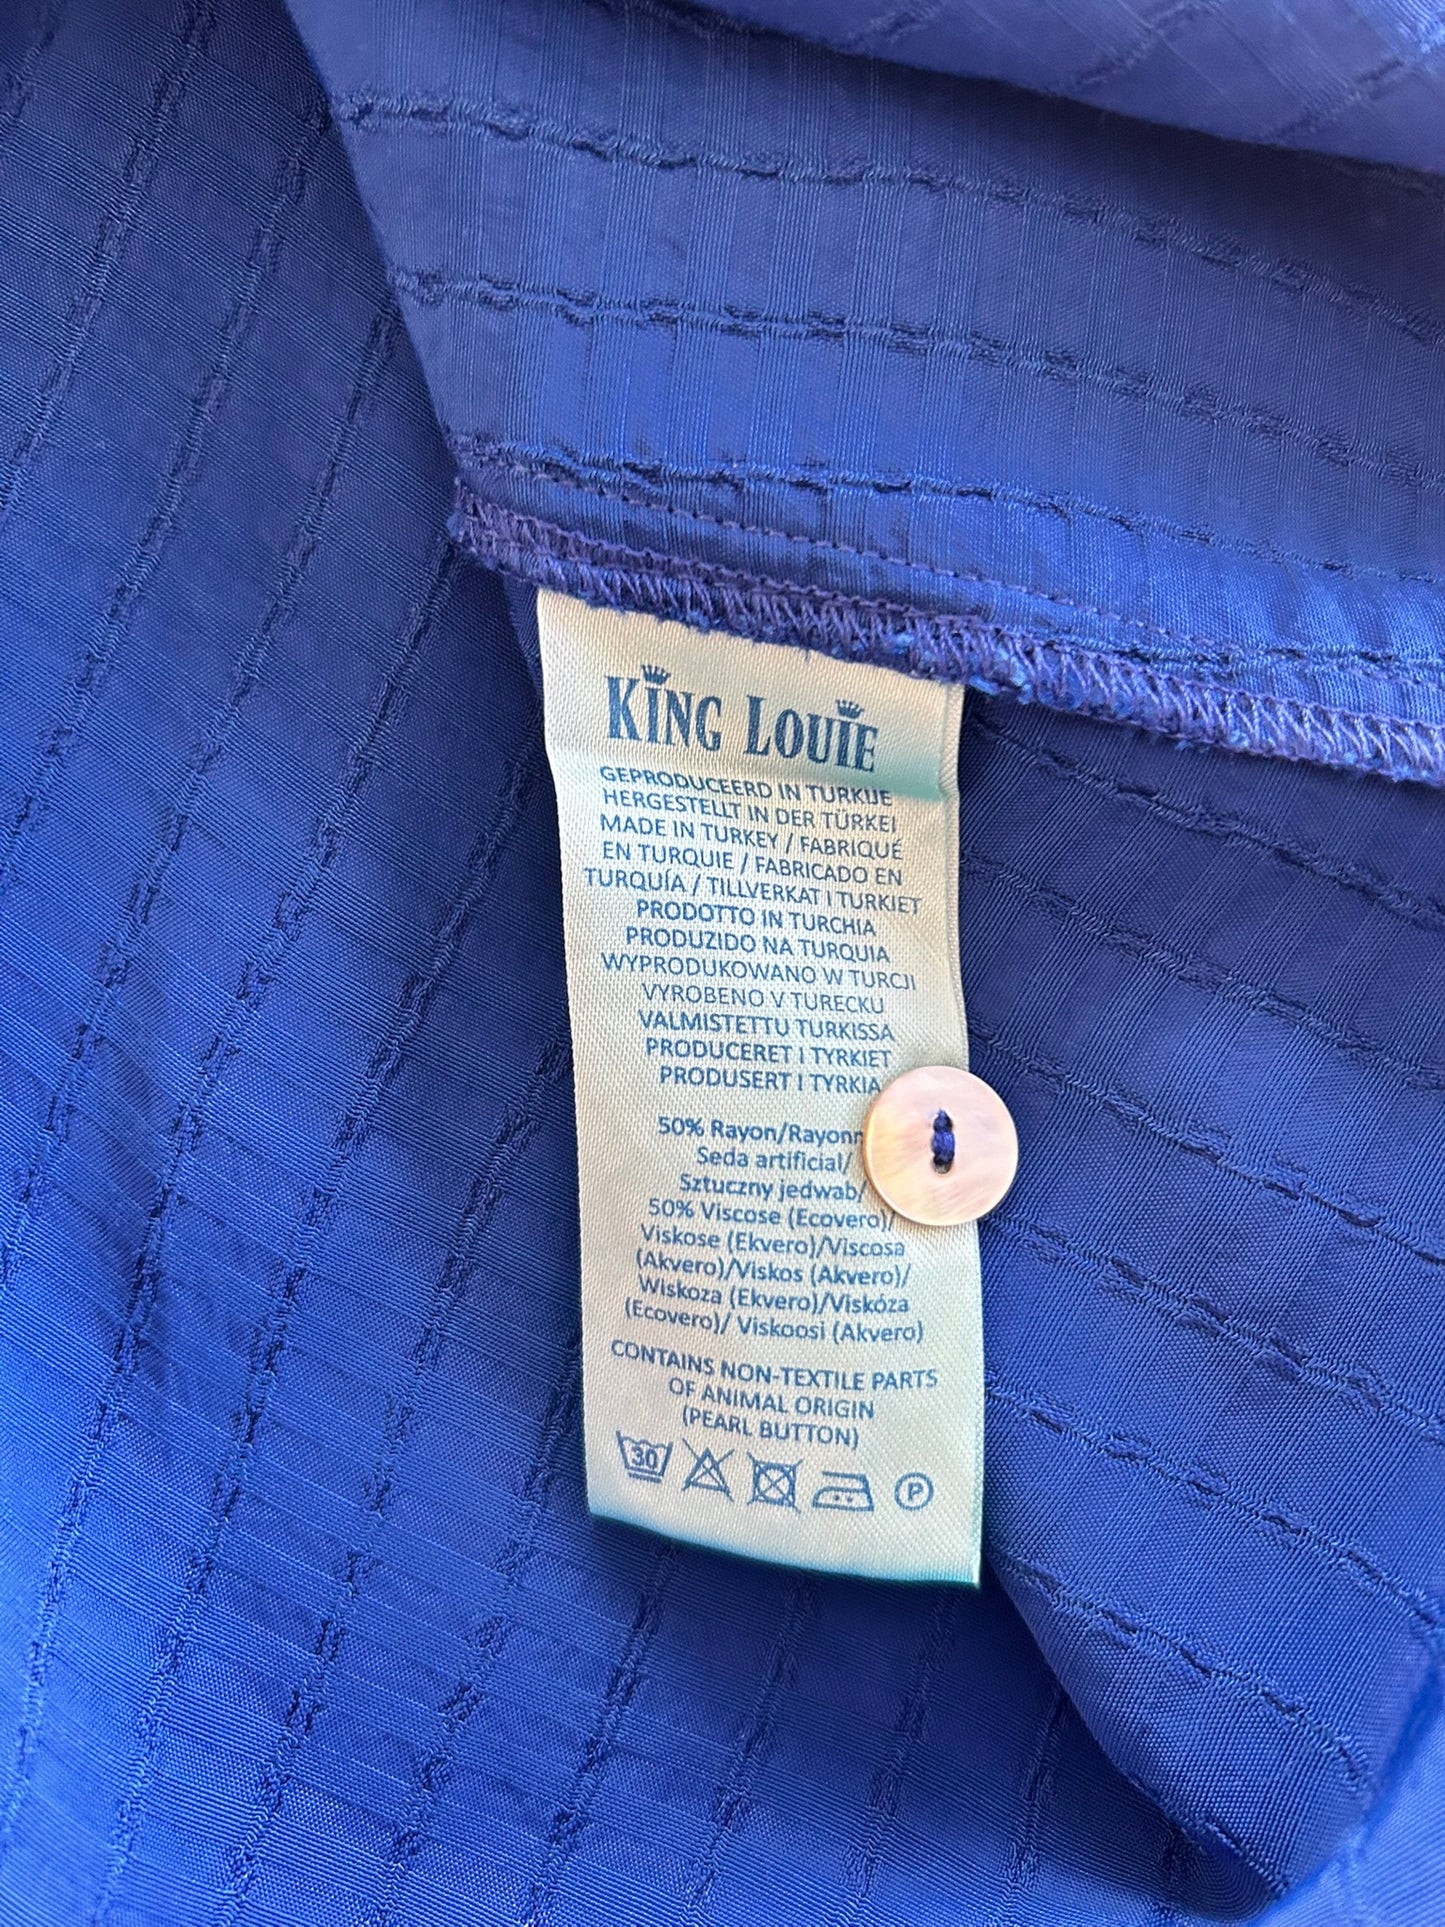 KING LOUIE
GEPRODUCEERD IN TURKIJE
HERGESTELLT IN DER TÜRKEI
MADE IN TURKEY / FABRIQUÉ
EN TURQUIE / FABRICADO EN
TURQUÍA / TILLVERKAT I TURKIET
PRODOTTO IN TURCHIA
PRODUZIDO NA TURQUIA
WYPRODUKOWANO W TURCJI
VYROBENO V TURECKU
VALMISTETTU TURKISSA
PRODUCERET I TYRKIET
PRODUSERT I TYRKIA
50% Rayon/Rayonn
Seda artificial/
Sztuczny jedwab/
50% Viscose (Ecovero)/
Viskose (Ekvero)/Viscosa
(Akvero)/Viskos (Akvero)/
Wiskoza (Ekvero)/Viskóza
(Ecovero)/ Viskoosi (Akvero)
CONTAINS NON-TEXTILE PARTS
OF ANIMAL ORIGIN
(PEARL BUTTON)
30 P